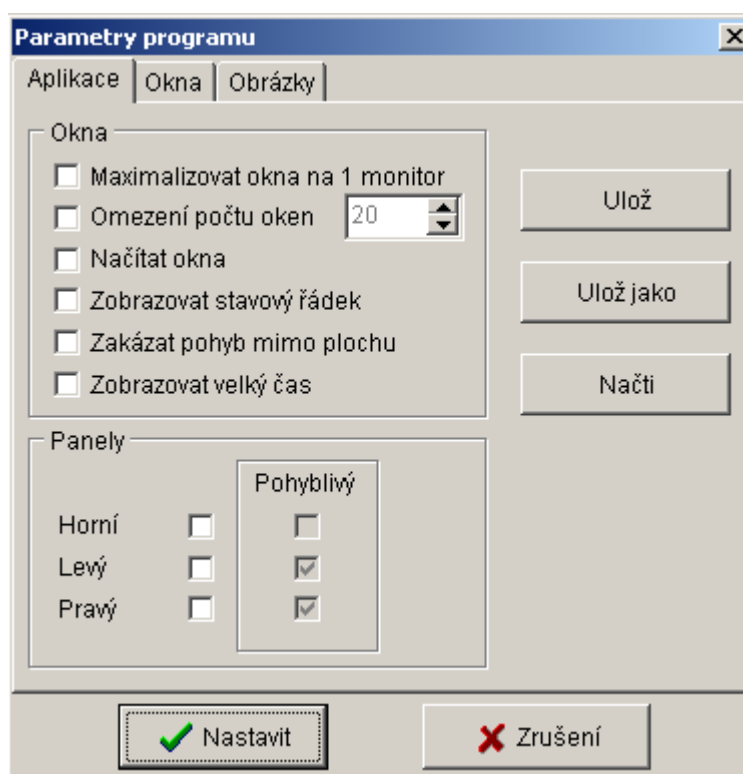 Parametry programu
Aplikace Okna Obrázky
Okna
Maximalizovat okna na 1 monitor
Omezení počtu oken 20
Načítat okna
Zobrazovat stavový řádek
Zakázat pohyb mimo plochu
Zobrazovat velký čas
Ulož
Ulož jako
Načti
Panely
Pohyblivý
Horní
Levý
Pravý
Nastavit
Zrušení